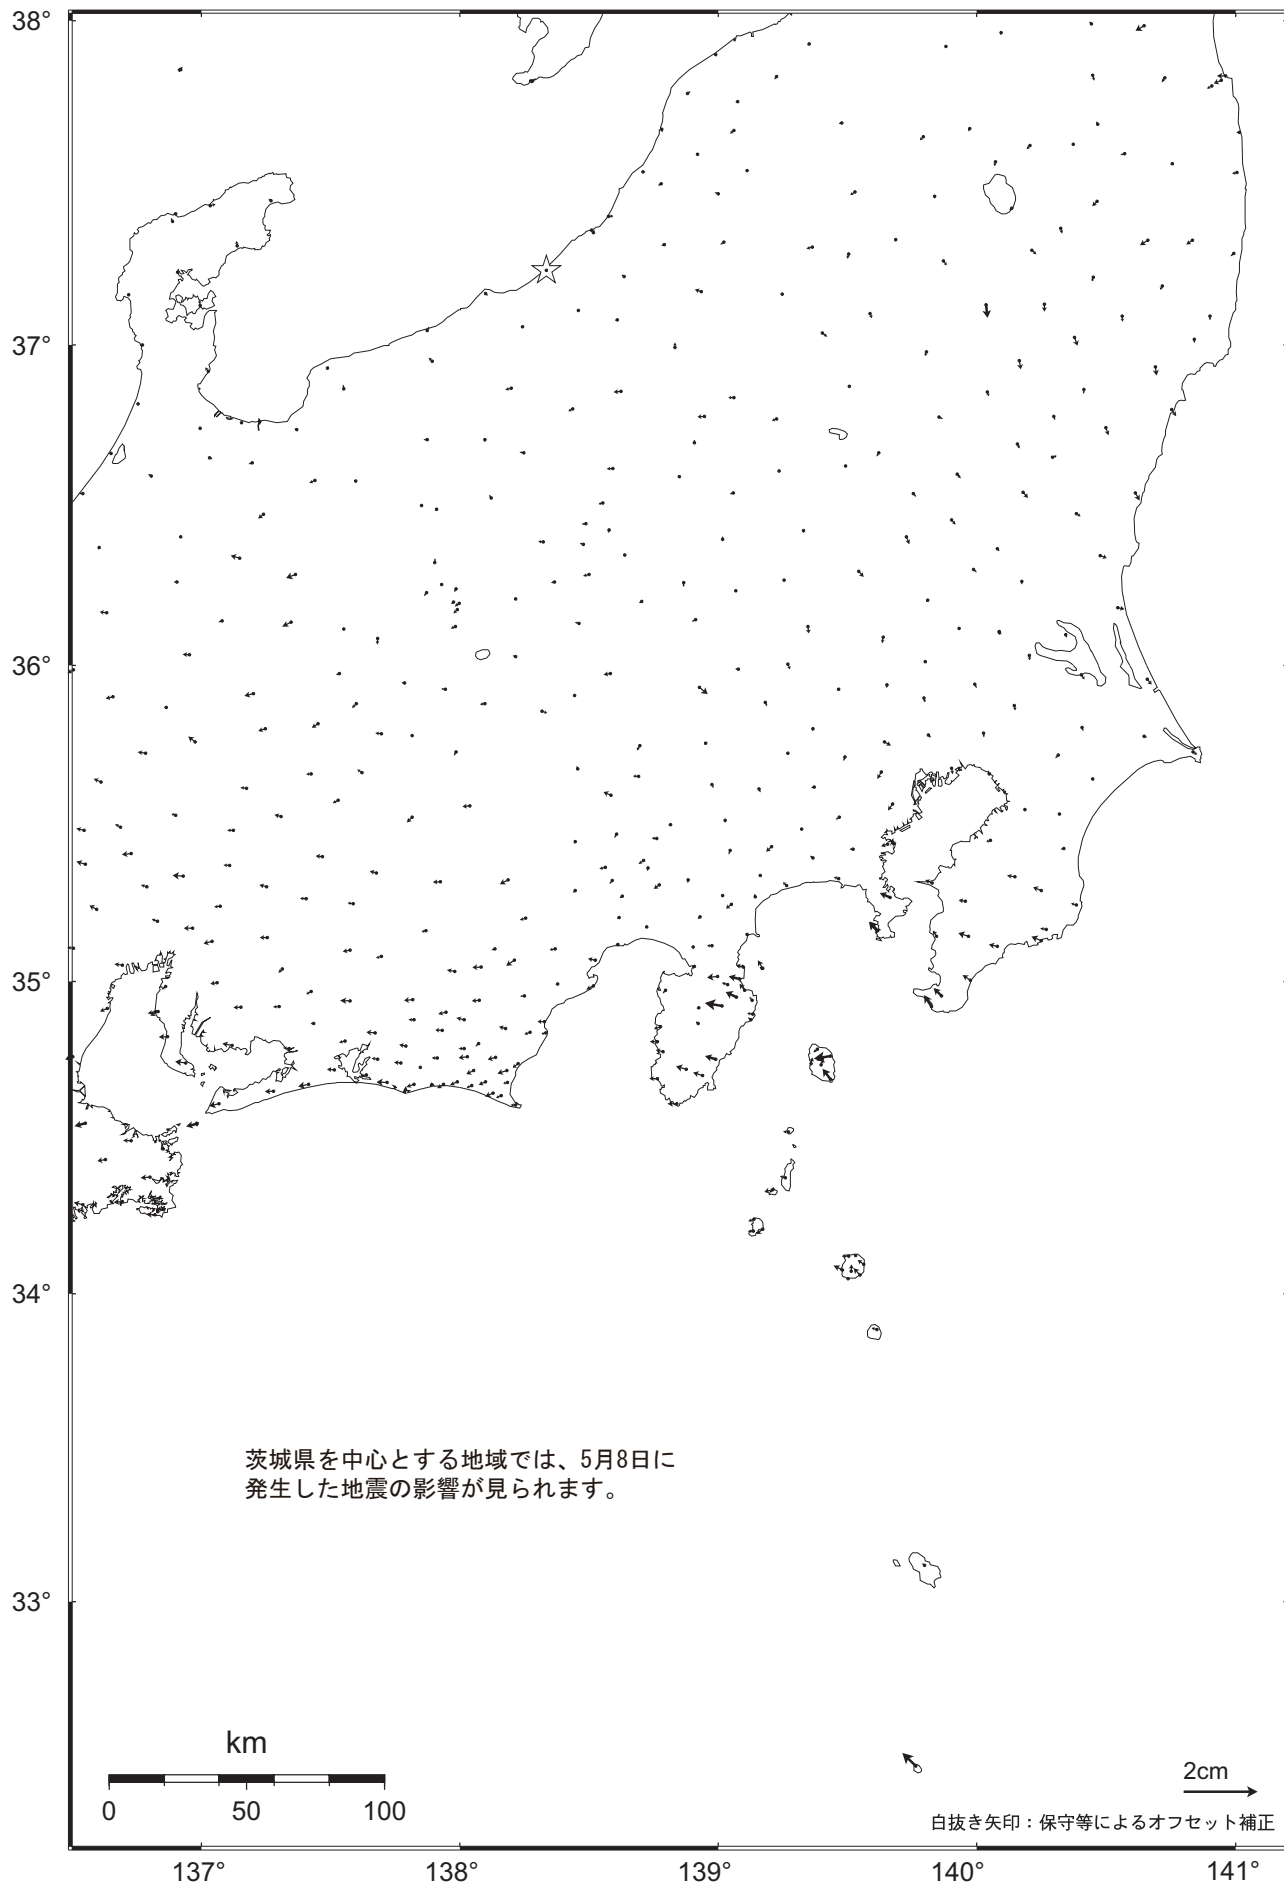 38°
37°
36°
35°
34°
茨城県を中心とする地域では、5月8日に
発生した地震の影響が見られます。
33°
km
0 50 100
2cm
白抜き矢印：保守等によるオフセット補正
137° 138° 139° 140° 141°